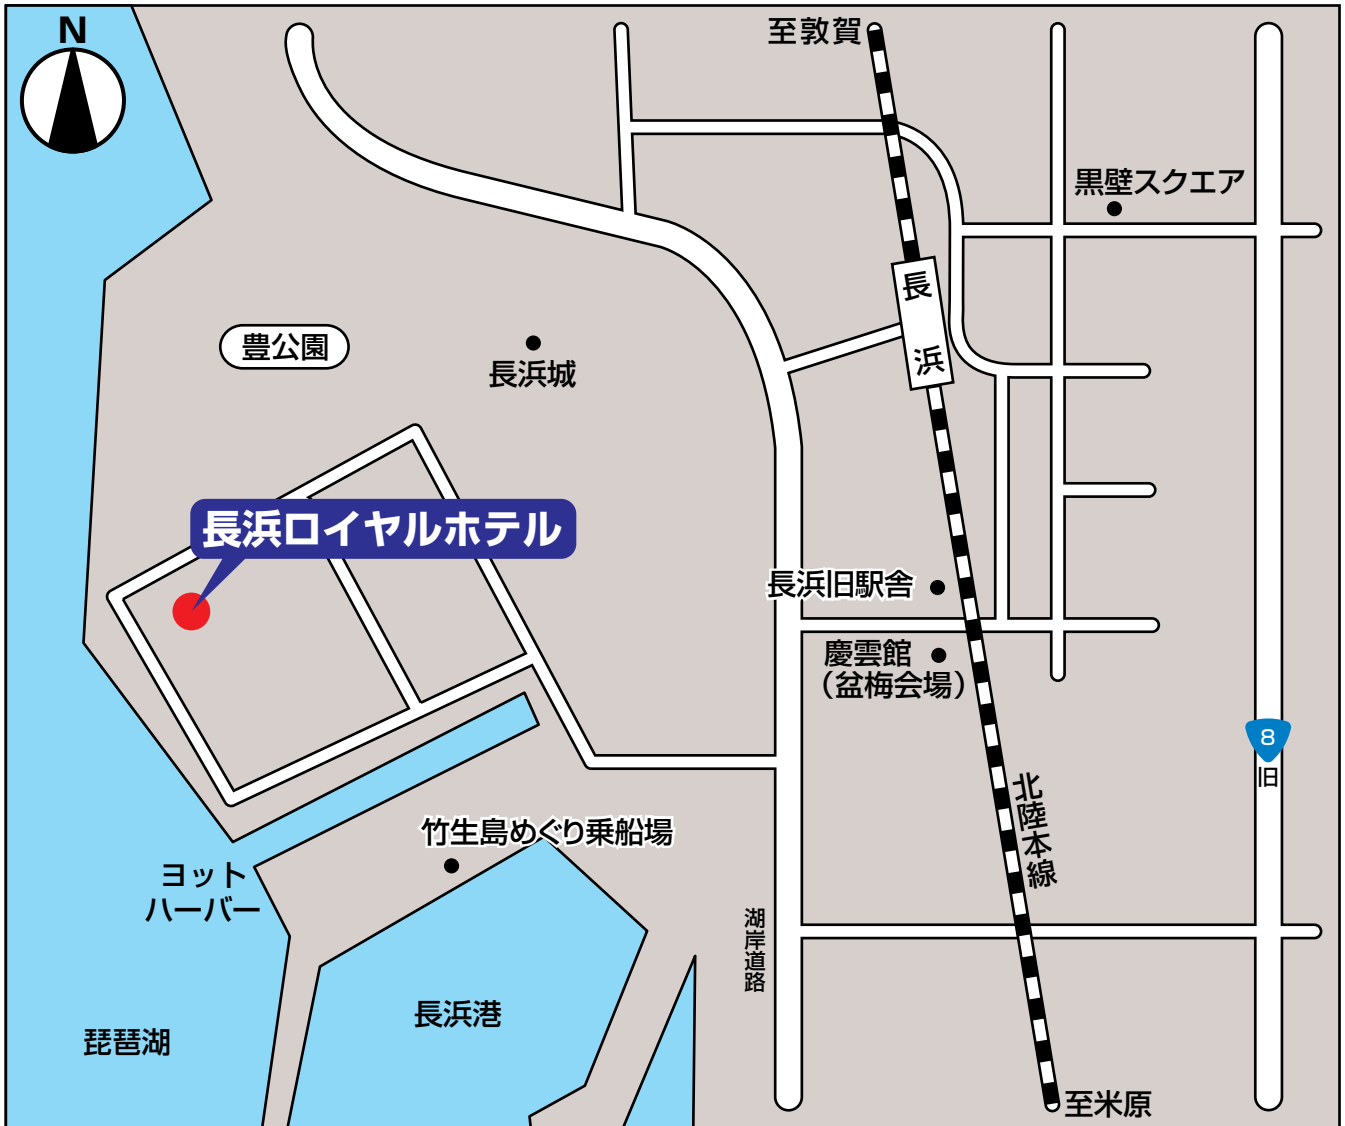 N
至敦賀
黒壁スクエア
長浜
豊公園
長浜城
長浜ロイヤルホテル
長浜旧駅舎
慶雲館
（盆梅会場）
8
旧
北陸本線
竹生島めぐり乗船場
ヨット
ハーバー
湖岸道路
長浜港
琵琶湖
至米原